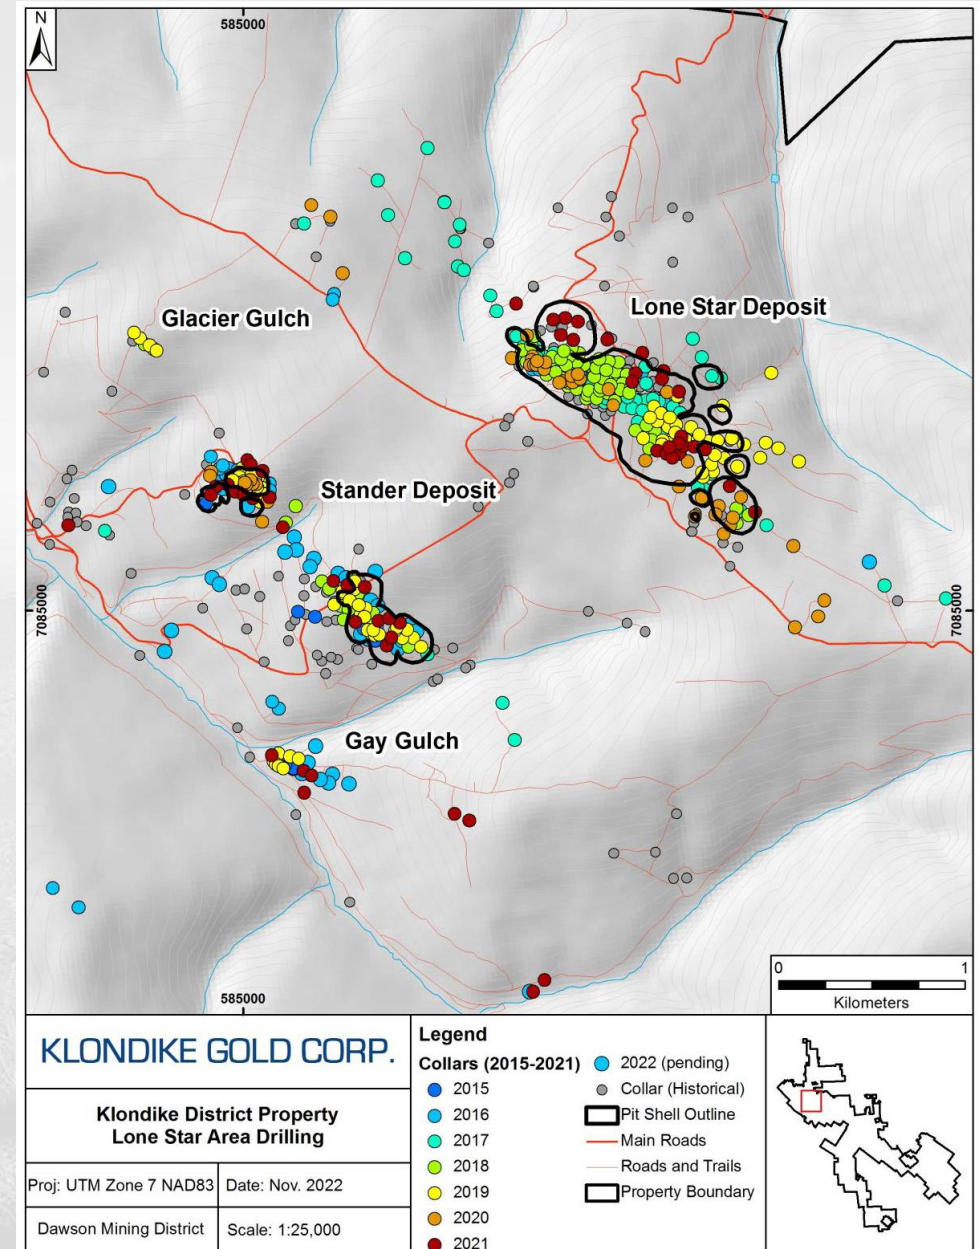 N
585000
Lone Star Deposit
Glacier Gulch
Stander Deposit
7085000
7085000
Gay Gulch
585000
0 1
Kilometers
KLONDIKE GOLD CORP.
Klondike District Property
Lone Star Area Drilling
Proj: UTM Zone 7 NAD83
Date: Nov. 2022
Dawson Mining District
Scale: 1:25,000
Legend
Collars (2015-2021)
2015
2016
2017
2018
2019
2020
2021
2022 (pending)
Collar (Historical)
Pit Shell Outline
Main Roads
Roads and Trails
Property Boundary